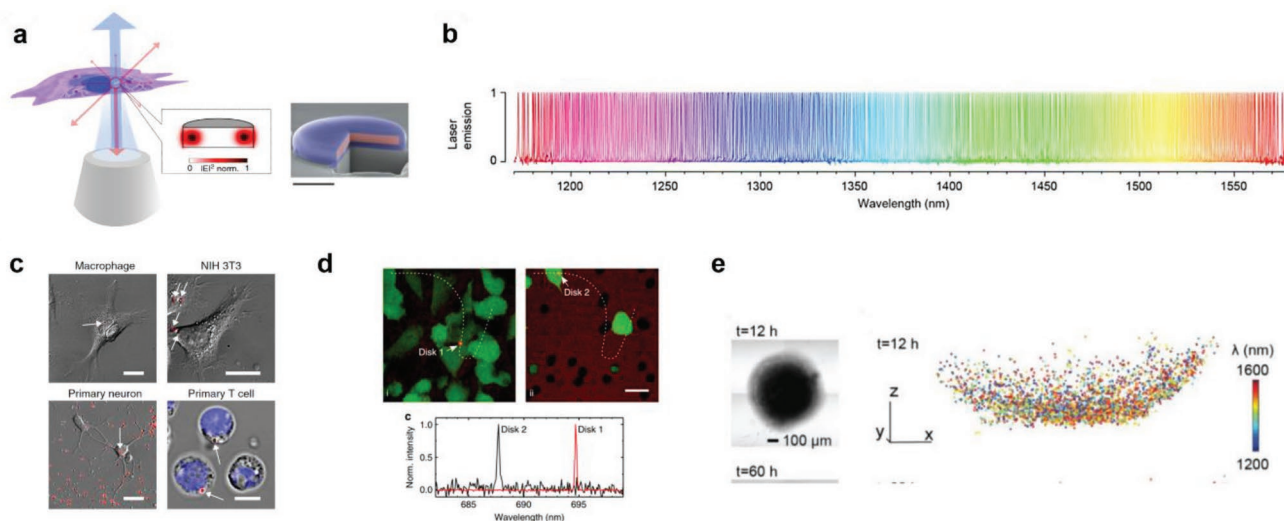 a
0 |E|² norm. 1
b
Laser
emission
1
0
1200 1250 1300 1350 1400 1450 1500 1550
Wavelength (nm)
c
Macrophage
NIH 3T3
Primary neuron
Primary T cell
d
Disk 1
i
Disk 2
ii
c
Norm. intensity
1.0
0.5
0.0
Disk 2
Disk 1
685 690 695
Wavelength (nm)
e
t=12 h
100 µm
t=60 h
t=12 h
z
y
x
λ (nm)
1600
1200